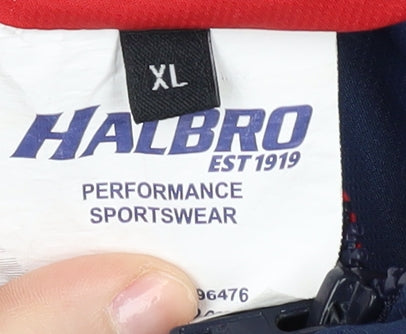 XL
HALBRO
EST 1919
PERFORMANCE
SPORTSWEAR
96476